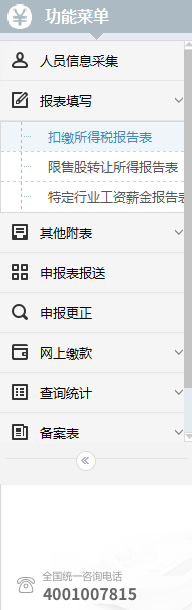 功能菜单
人员信息采集
报表填写
扣缴所得税报告表
限售股转让所得报告表
特定行业工资薪金报告表
其他附表
申报表报送
申报更正
网上缴款
查询统计
备案表
全国统一咨询电话
4001007815